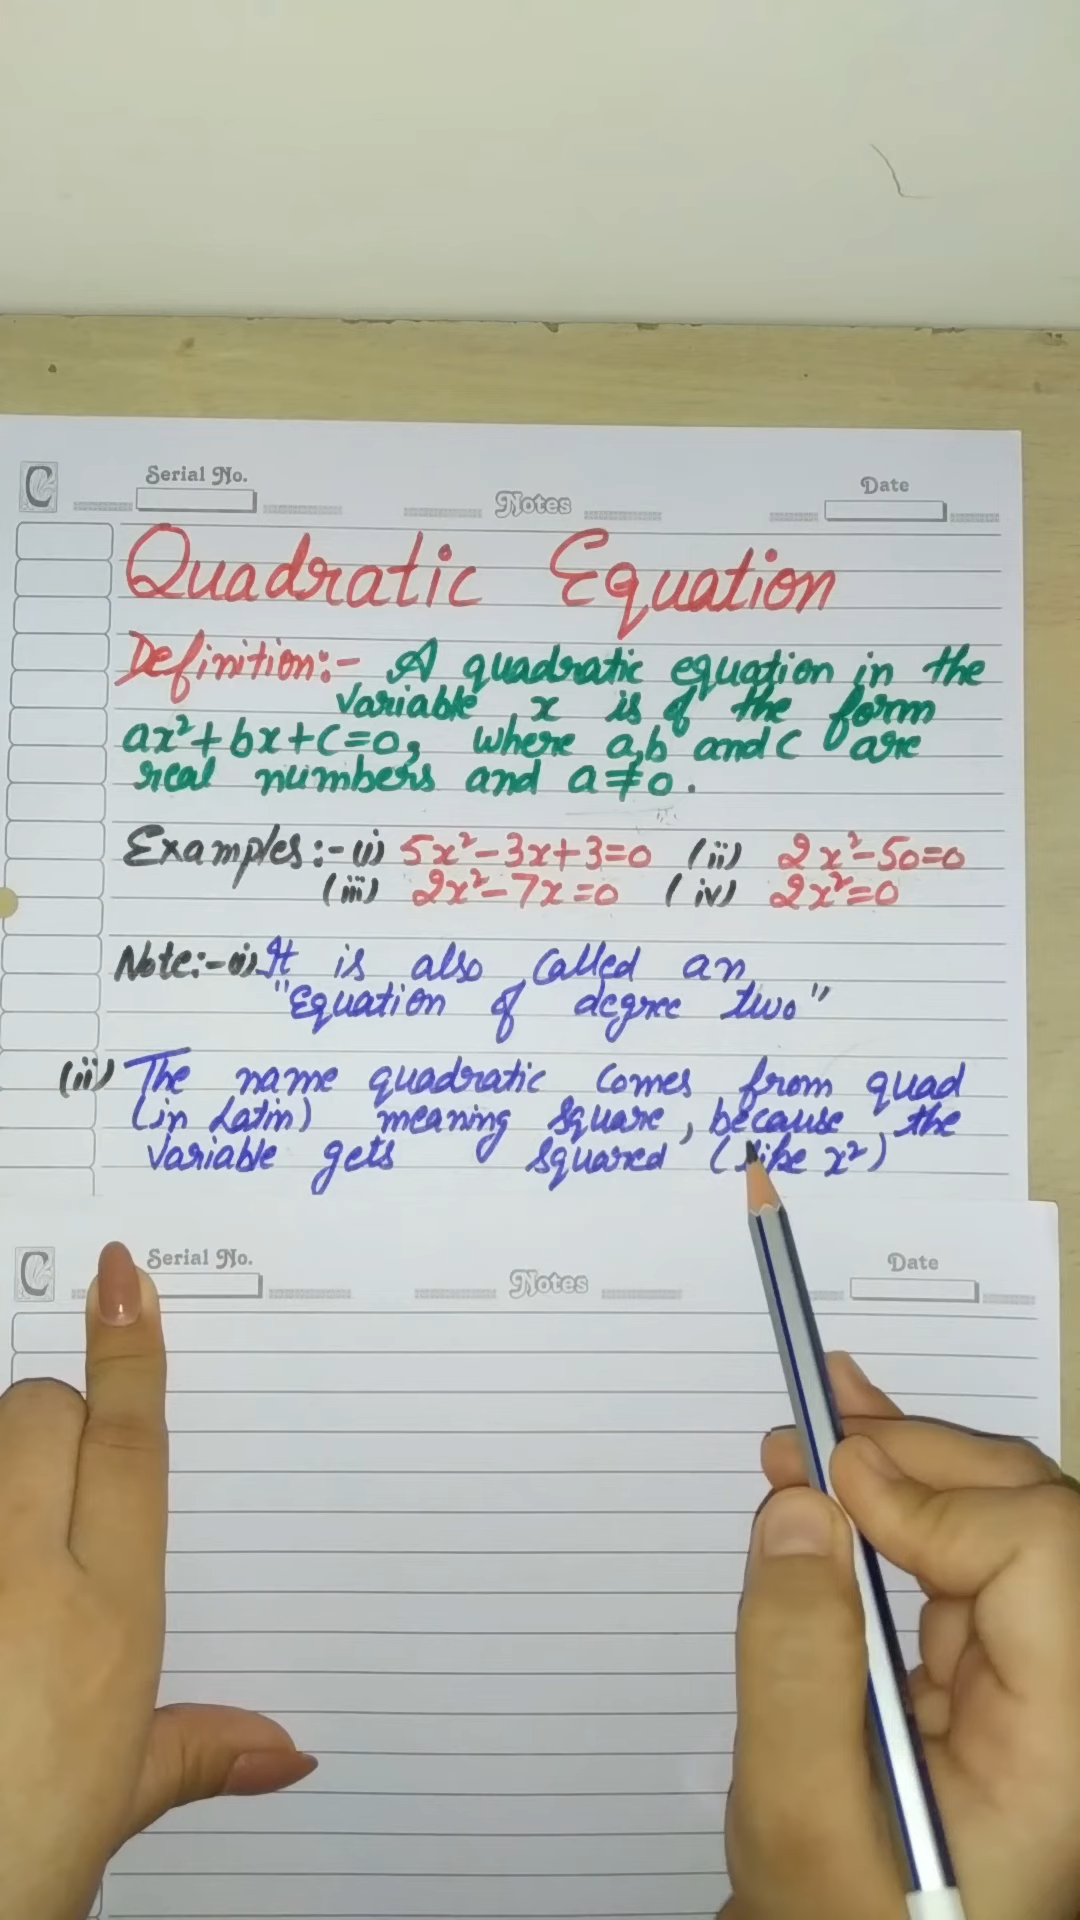 Serial No.
Notes
Date
Quadratic Equation
Definition:- A quadratic equation in the
variable x is of the form
ax²+bx+c=0, where a,b and c are
real numbers and a≠0.
Examples:-(i) 5x²-3x+3=0 (ii) 2x²-50=0
(iii) 2x²-7x=0 (iv) 2x²=0
Note:-(i) It is also called an
"Equation of degree two"
(ii) The name quadratic comes from quad
(in Latin) meaning square, because the
variable gets squared (like x²)
C
Serial No.
Notes
Date
C